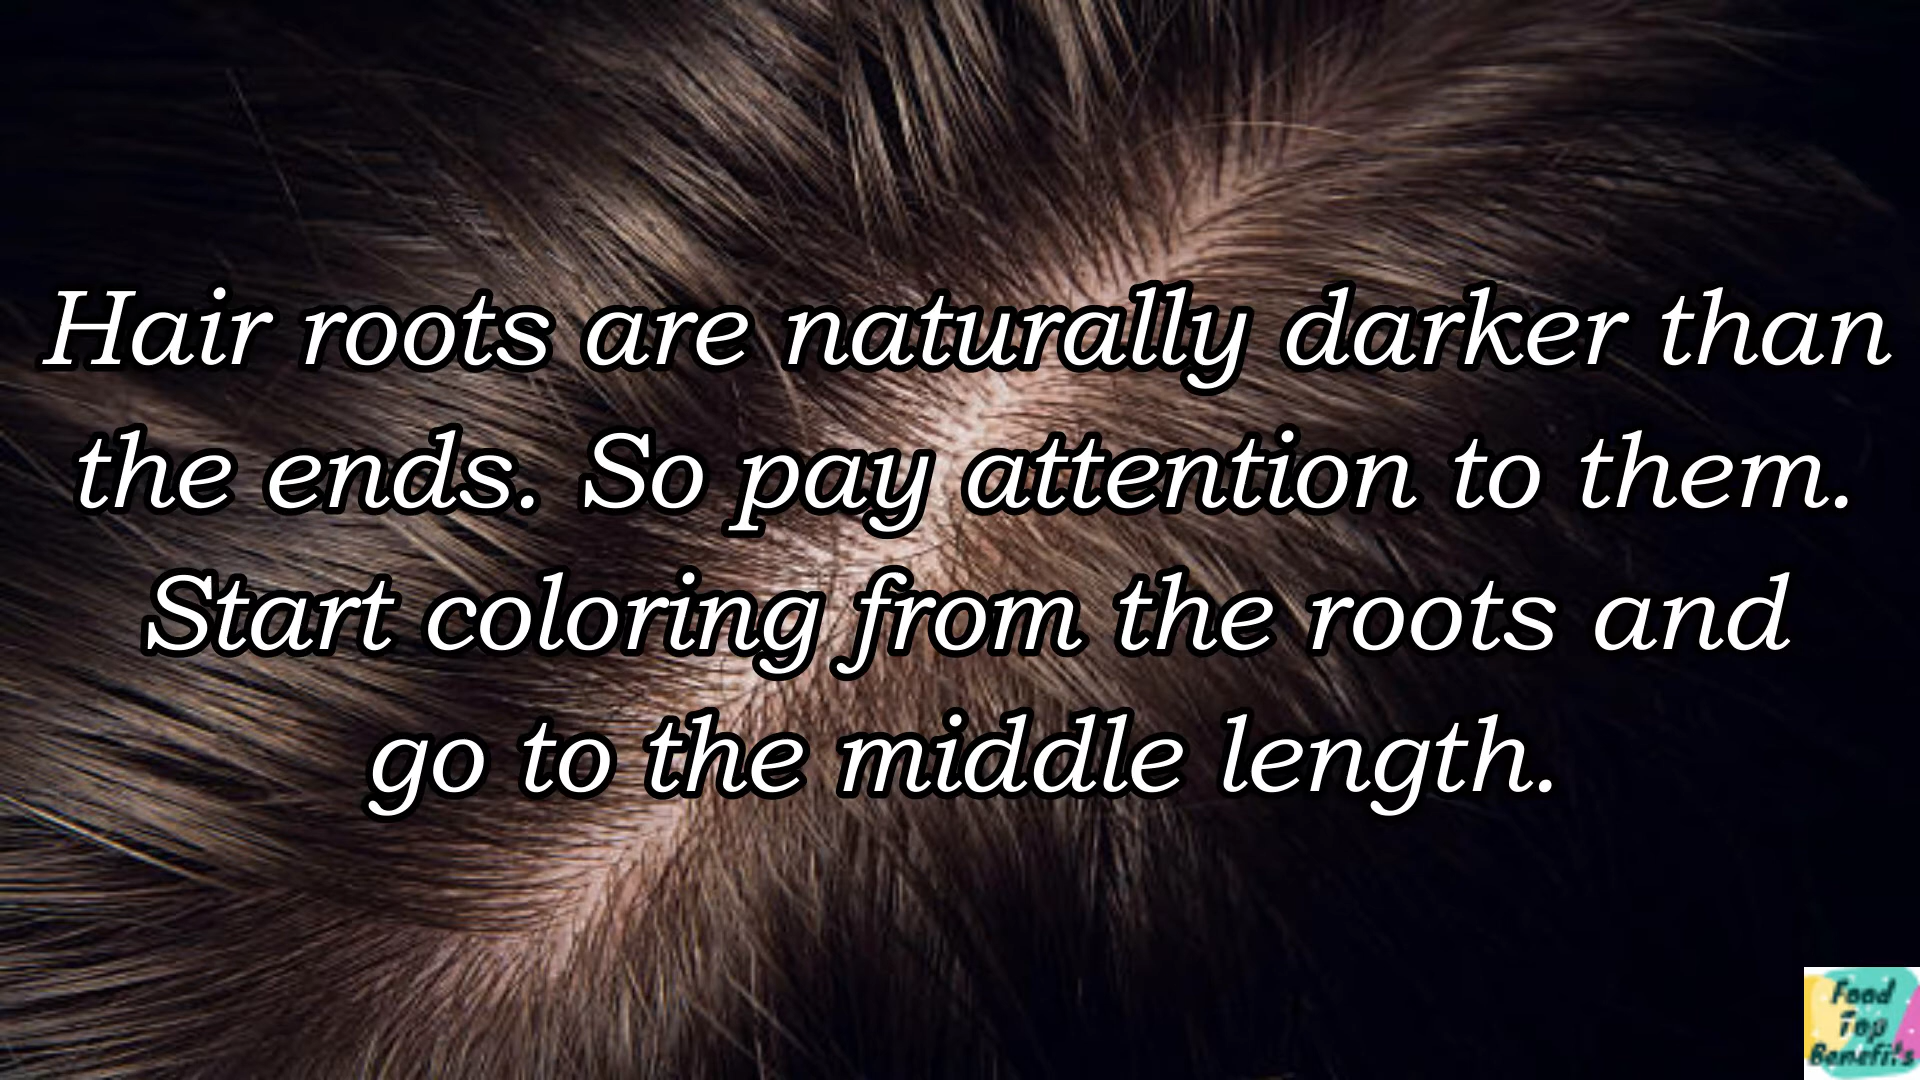 Hair roots are naturally darker than
the ends. So pay attention to them.
Start coloring from the roots and
go to the middle length.
Food
Top
Benefits